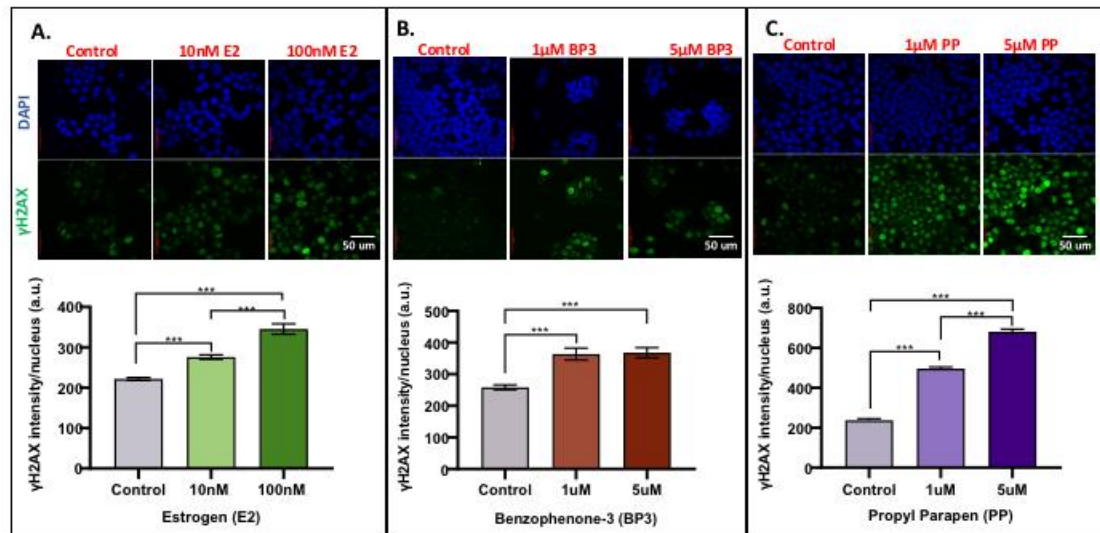 A.
Control 10nM E2 100nM E2
DAPI
γH2AX
50 um
γH2AX intensity/nucleus (a.u.)
400
300
200
100
0
***
***
***
Control 10nM 100nM
Estrogen (E2)
B.
Control 1µM BP3 5µM BP3
50 um
γH2AX intensity/nucleus (a.u.)
500
400
300
200
100
0
***
***
Control 1uM 5uM
Benzophenone-3 (BP3)
C.
Control 1µM PP 5µM PP
50 um
γH2AX intensity/nucleus (a.u.)
800
600
400
200
0
***
***
***
Control 1uM 5uM
Propyl Parapen (PP)